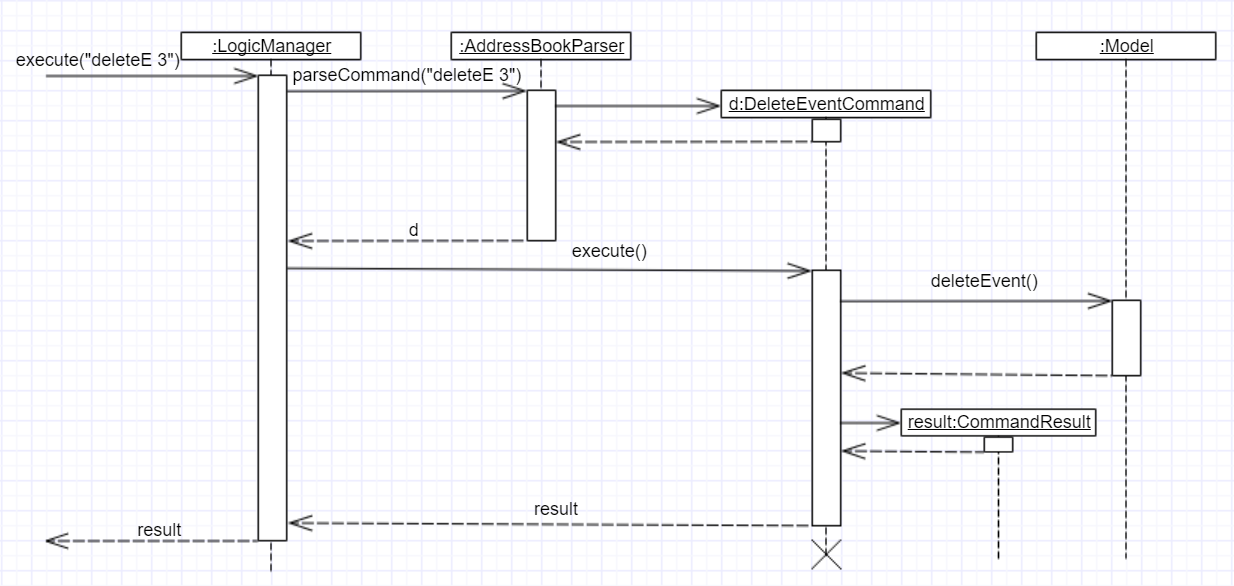 :LogicManager
:AddressBookParser
:Model
execute("deleteE 3")
parseCommand("deleteE 3")
d:DeleteEventCommand
d
execute()
deleteEvent()
result:CommandResult
result
result